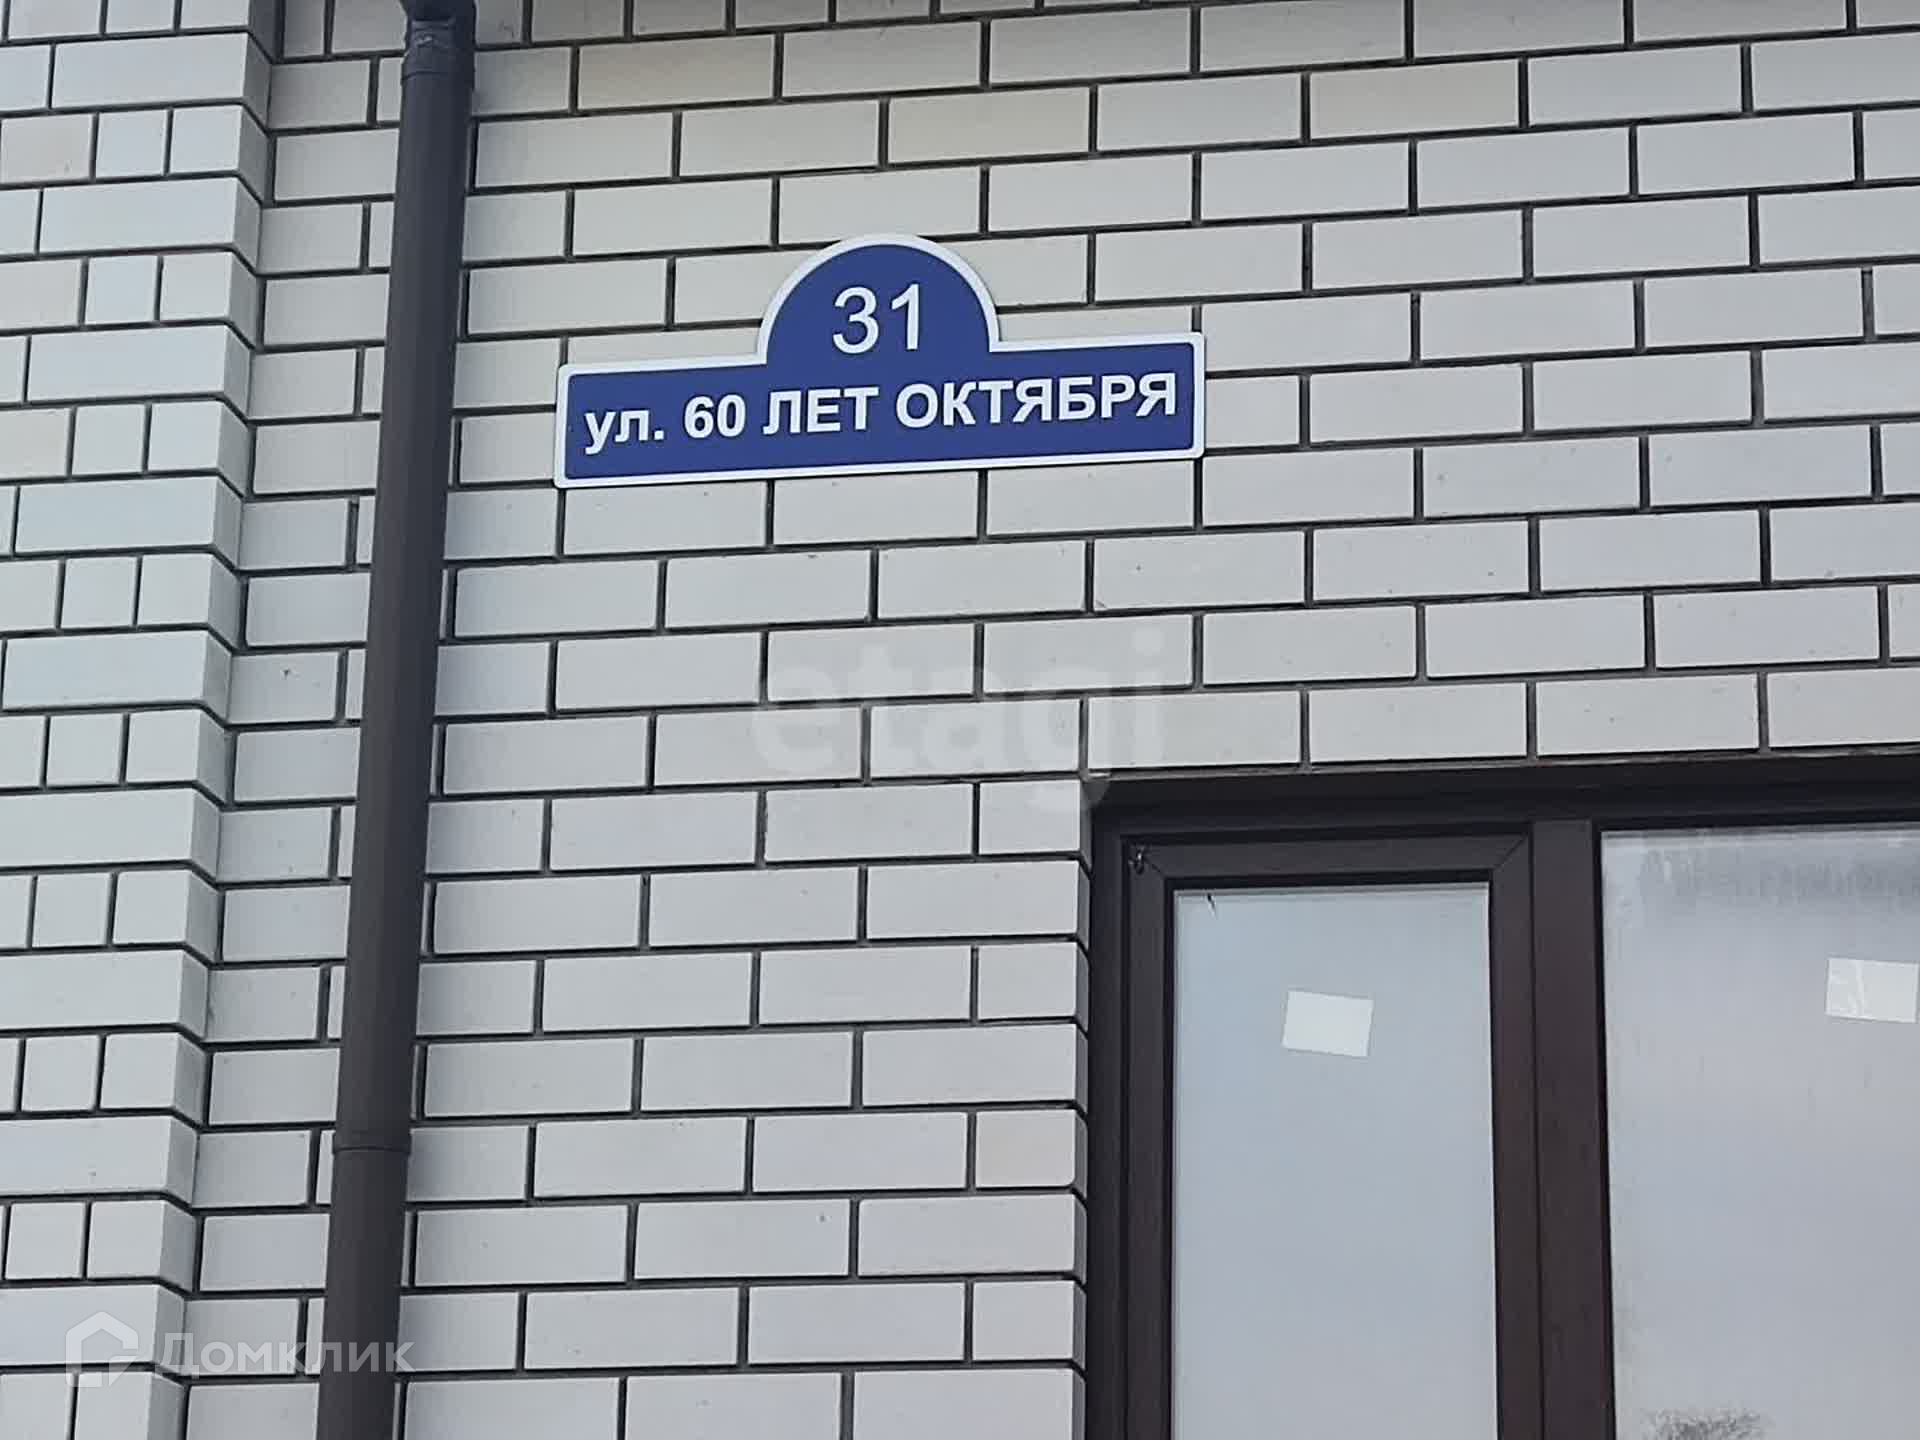 31
ул. 60 ЛЕТ ОКТЯБРЯ
etagi
Домклик